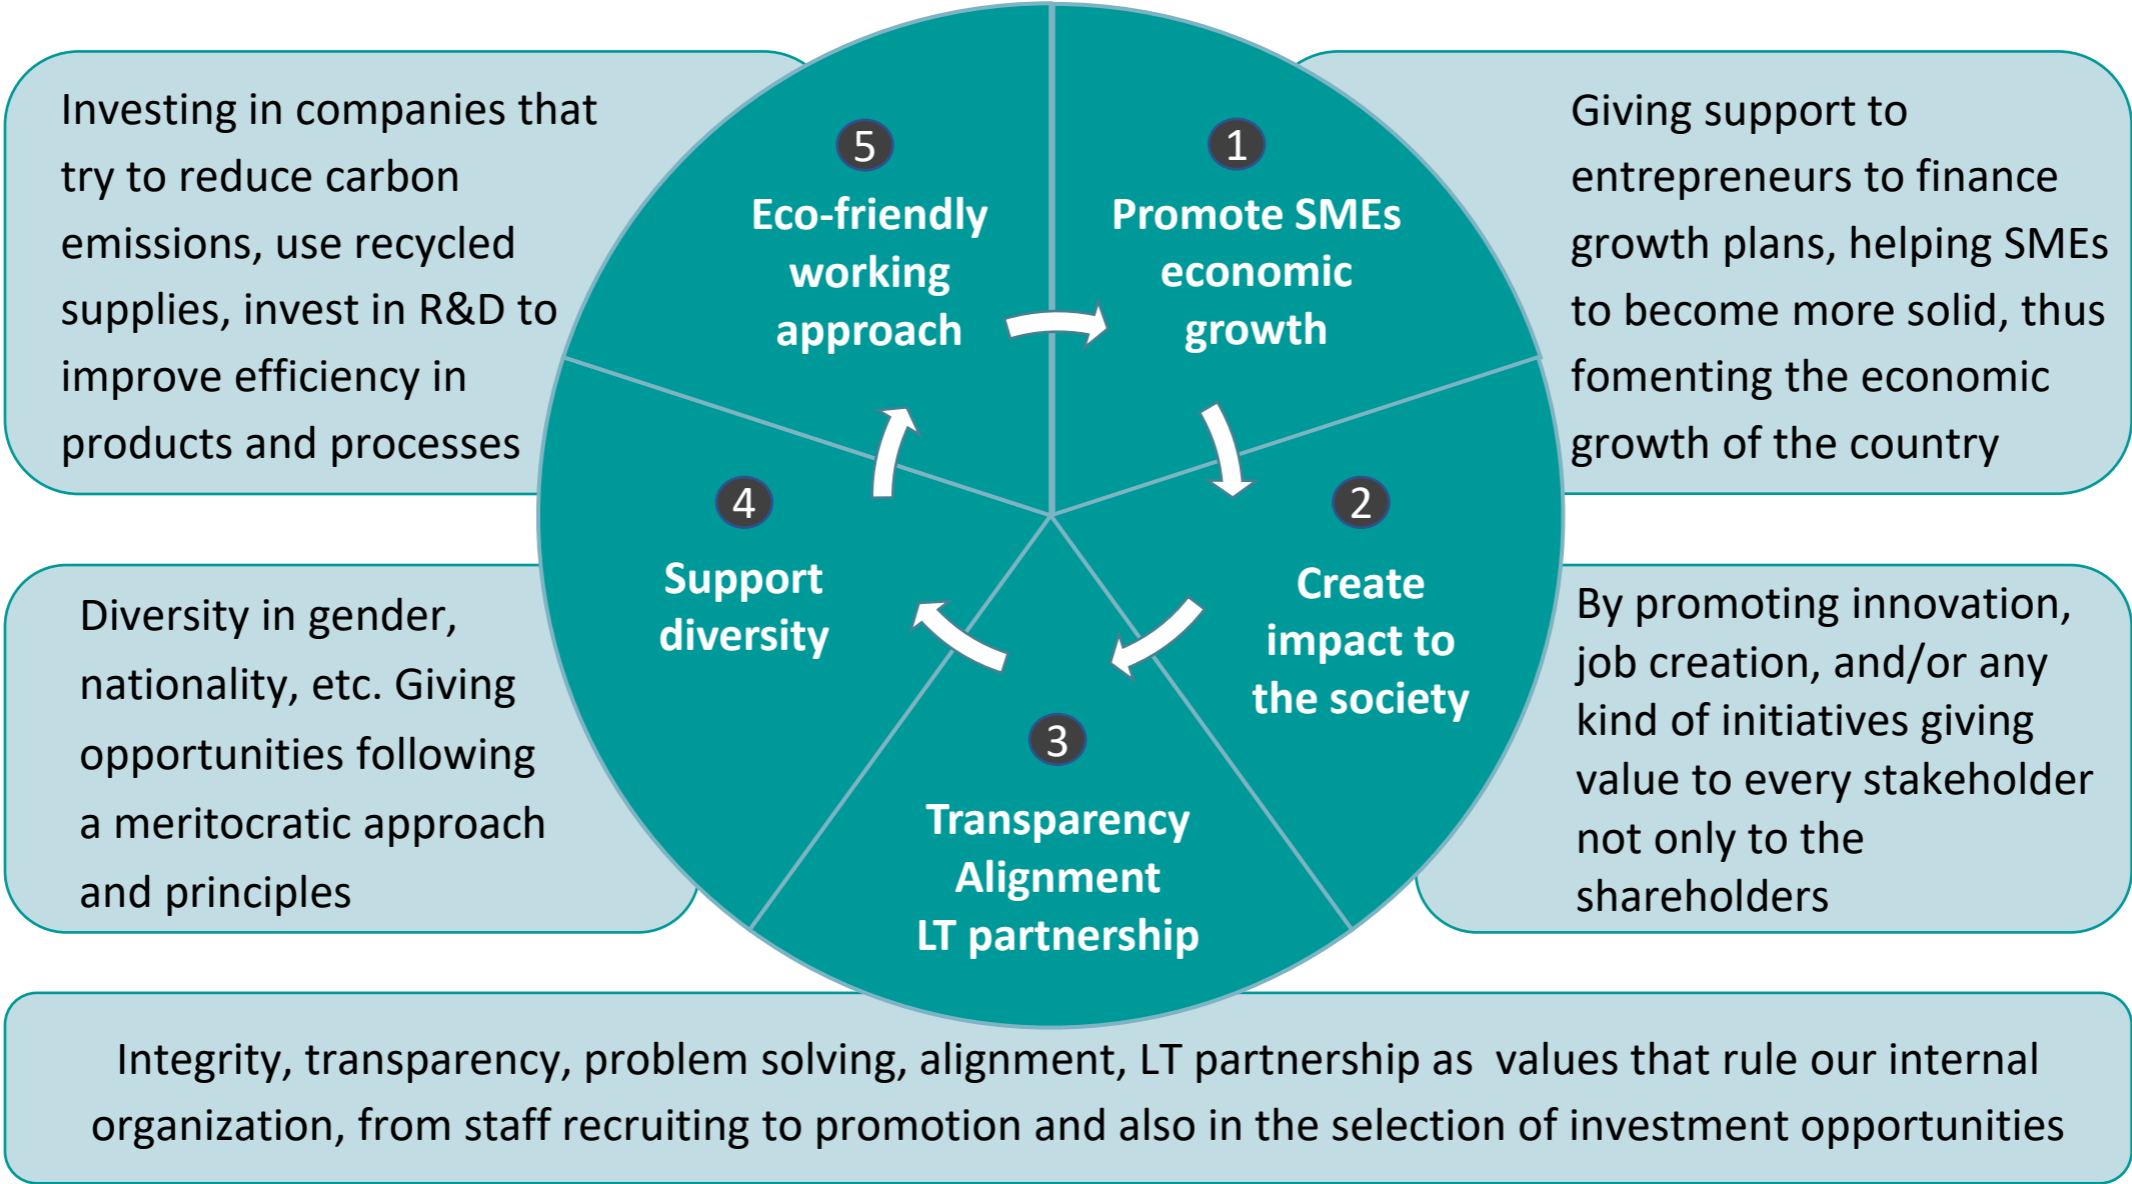 Investing in companies that
try to reduce carbon
emissions, use recycled
supplies, invest in R&D to
improve efficiency in
products and processes
5
Eco-friendly
working
approach
1
Promote SMEs
economic
growth
Giving support to
entrepreneurs to finance
growth plans, helping SMEs
to become more solid, thus
fomenting the economic
growth of the country
Diversity in gender,
nationality, etc. Giving
opportunities following
a meritocratic approach
and principles
4
Support
diversity
2
Create
impact to
the society
By promoting innovation,
job creation, and/or any
kind of initiatives giving
value to every stakeholder
not only to the
shareholders
3
Transparency
Alignment
LT partnership
Integrity, transparency, problem solving, alignment, LT partnership as values that rule our internal
organization, from staff recruiting to promotion and also in the selection of investment opportunities